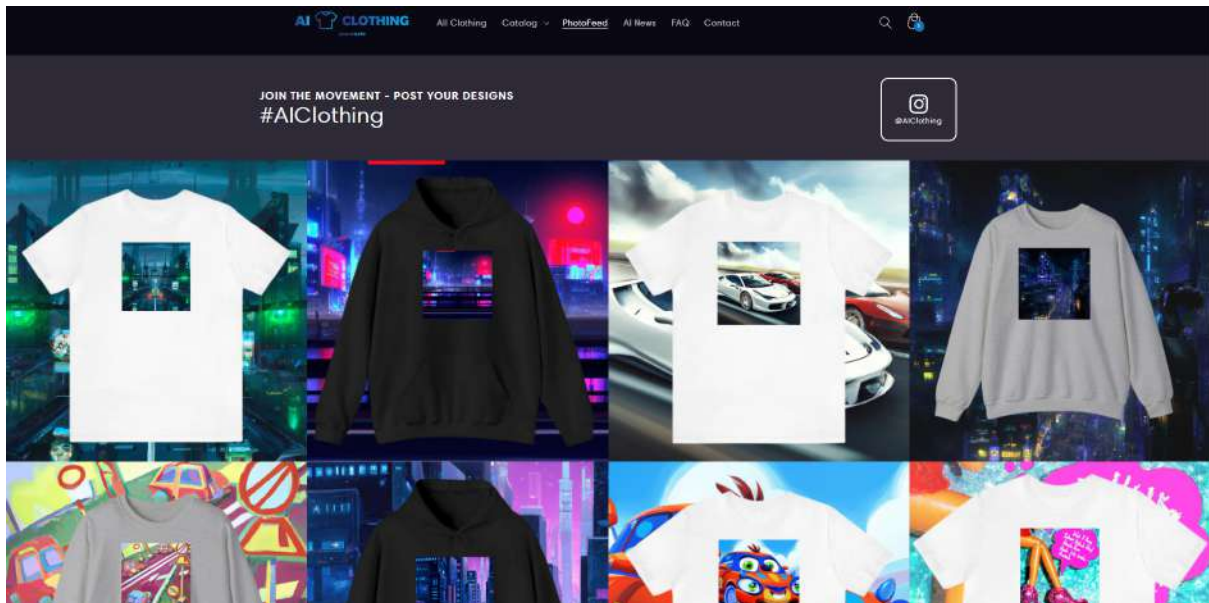 AI CLOTHING
All Clothing Catalog PhotoFeed AI News FAQ Contact
JOIN THE MOVEMENT - POST YOUR DESIGNS
#AIClothing
@AIClothing